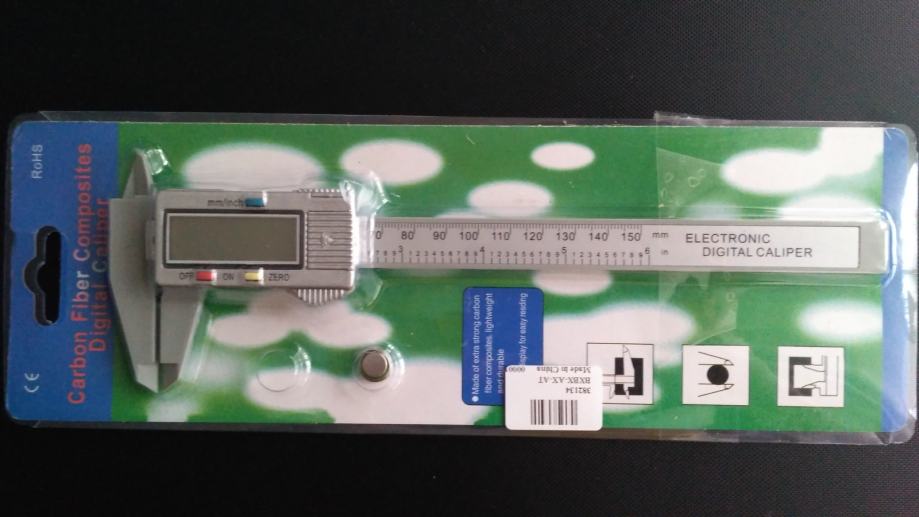 RoHS
Carbon Fiber Composites
Digital Caliper
CE
mm/inch
OFF ON ZERO
70 80 90 100 110 120 130 140 150 mm
3 4 5 6 in
ELECTRONIC
DIGITAL CALIPER
Made of extra strong carbon
fiber composites, lightweight
and durable
display for easy reading
382134
BXBX-AX-AT
Made in China